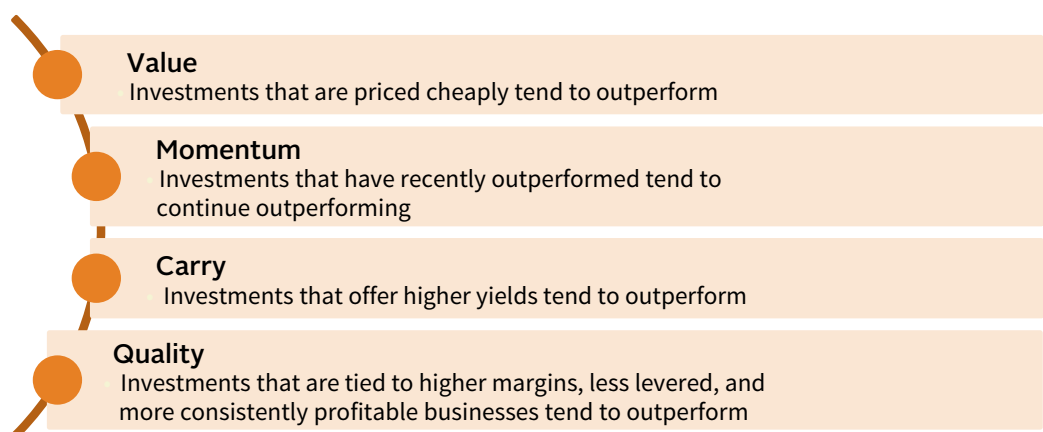 Value
Investments that are priced cheaply tend to outperform
Momentum
Investments that have recently outperformed tend to
continue outperforming
Carry
Investments that offer higher yields tend to outperform
Quality
Investments that are tied to higher margins, less levered, and
more consistently profitable businesses tend to outperform